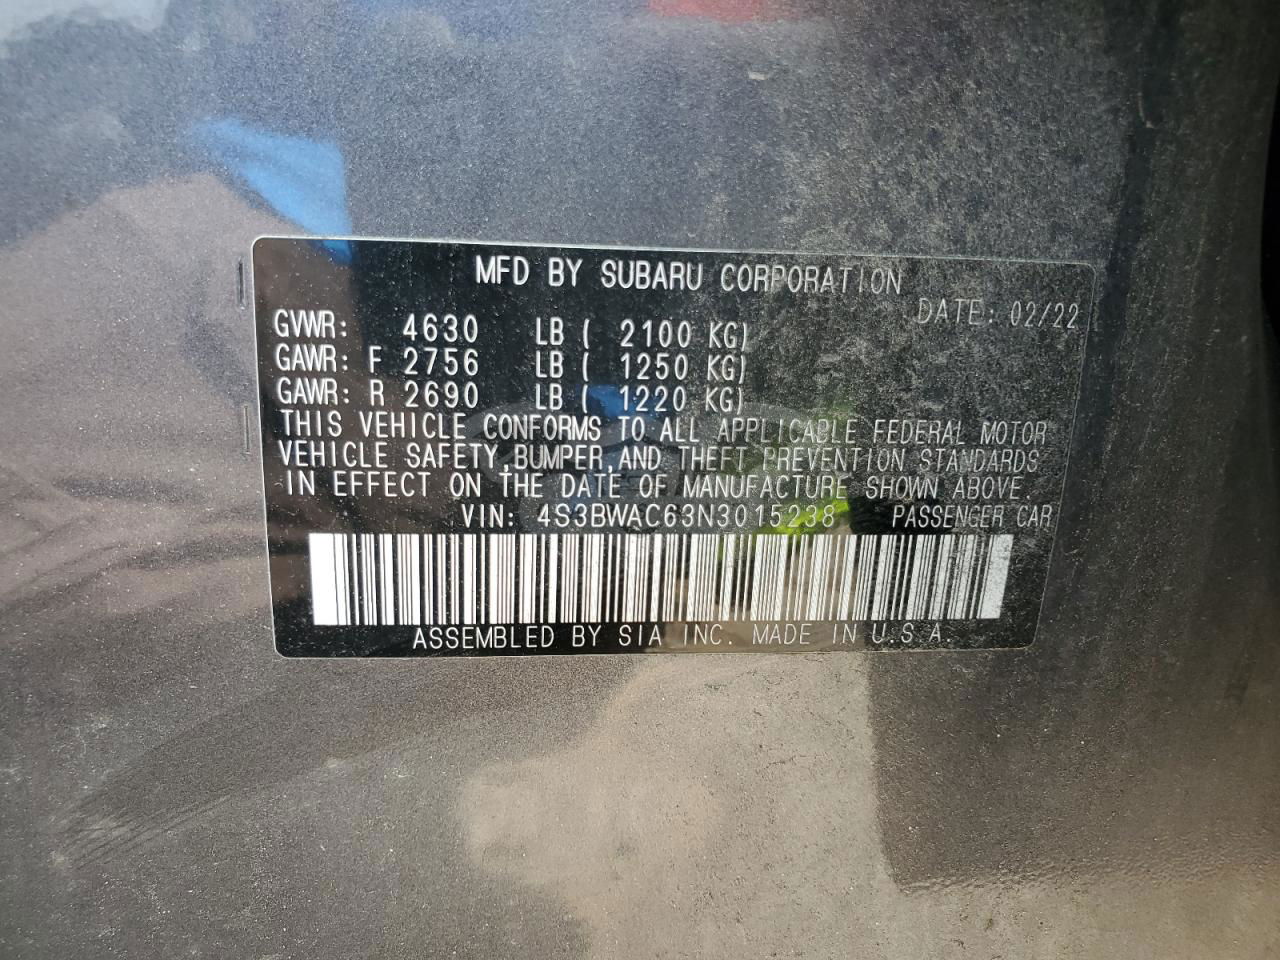 MFD BY SUBARU CORPORATION
DATE: 02/22
GVWR: 4630 LB ( 2100 KG)
GAWR: F 2756 LB ( 1250 KG)
GAWR: R 2690 LB ( 1220 KG)
THIS VEHICLE CONFORMS TO ALL APPLICABLE FEDERAL MOTOR
VEHICLE SAFETY,BUMPER,AND THEFT PREVENTION STANDARDS
IN EFFECT ON THE DATE OF MANUFACTURE SHOWN ABOVE.
VIN: 4S3BWAC63N3015238 PASSENGER CAR
ASSEMBLED BY SIA INC. MADE IN U.S.A.